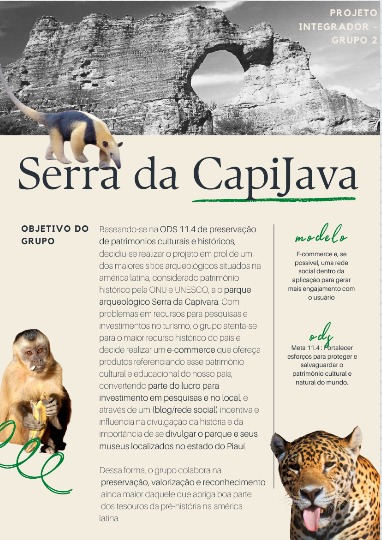 PROJETO
INTEGRADOR -
GRUPO 2
Serra da CapiJava
OBJETIVO DO
GRUPO
Baseando-se na ODS 11.4 de preservação
de patrimonios culturais e históricos,
decidiu-se realizar o projeto em prol de um
dos maiores sitios arqueológicos situados na
américa latina, considerado patrimônio
histórico pela ONU e UNESCO, a o parque
arqueológico Serra da Capivara. Com
problemas em recursos para pesquisas e
investimentos no turismo, o grupo atenta-se
para o maior recurso histórico do país e
decide realizar um e-commerce que ofereça
produtos referenciando esse patrimônio
cultural e educacional do nosso país,
convertendo parte do lucro para
investimento em pesquisas e no local, e
através de um (blog/rede social), incentiva e
influencia na divulgação da história e da
importância de se divulgar o parque e seus
museus localizados no estado do Piauí.
Dessa forma, o grupo colabora na
preservação, valorização e reconhecimento
ainda maior daquele que abriga boa parte
dos tesouros da pré-história na américa
latina
modelo
E-commerce e, se
possível, uma rede
social dentro da
aplicação para gerar
mais engajamento com
o usuário
ods
Meta 11.4: Fortalecer
esforços para proteger e
salvaguardar o
patrimônio cultural e
natural do mundo.